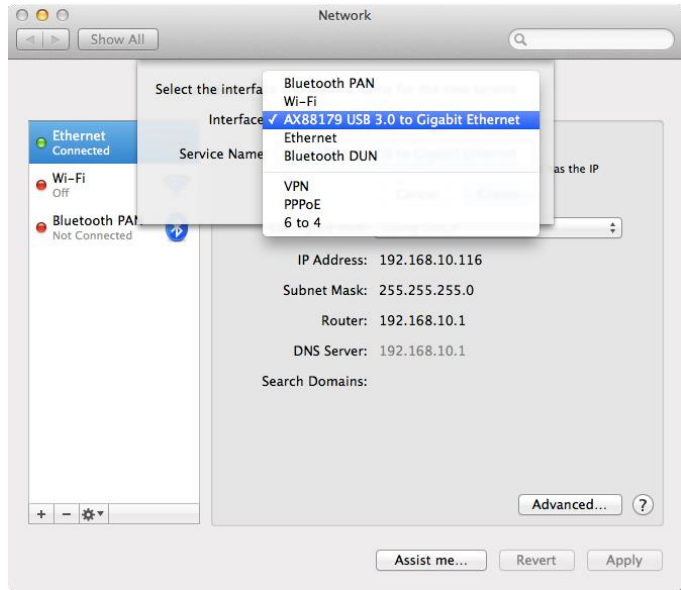 Network
Show All
Select the interfa
Interface
Bluetooth PAN
Wi-Fi
✓ AX88179 USB 3.0 to Gigabit Ethernet
Ethernet
Bluetooth DUN
VPN
PPPoE
6 to 4
Service Name
as the IP
Ethernet
Connected
Wi-Fi
Off
Bluetooth PAN
Not Connected
IP Address: 192.168.10.116
Subnet Mask: 255.255.255.0
Router: 192.168.10.1
DNS Server: 192.168.10.1
Search Domains:
Advanced... ?
+ −
Assist me... Revert Apply